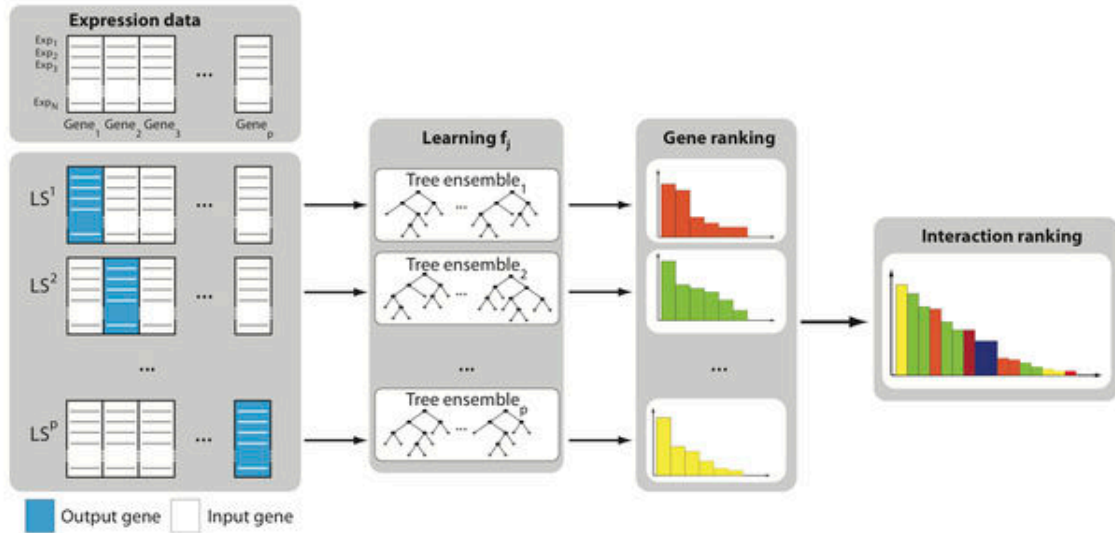 Expression data
Exp1
Exp2
Exp3
...
ExpN
Gene1 Gene2 Gene3 Genep
LS1 ...
LS2 ...
...
LSp ...
Output gene Input gene
Learning fj
Tree ensemble1
...
Tree ensemble2
...
...
Tree ensemblep
...
Gene ranking
...
Interaction ranking